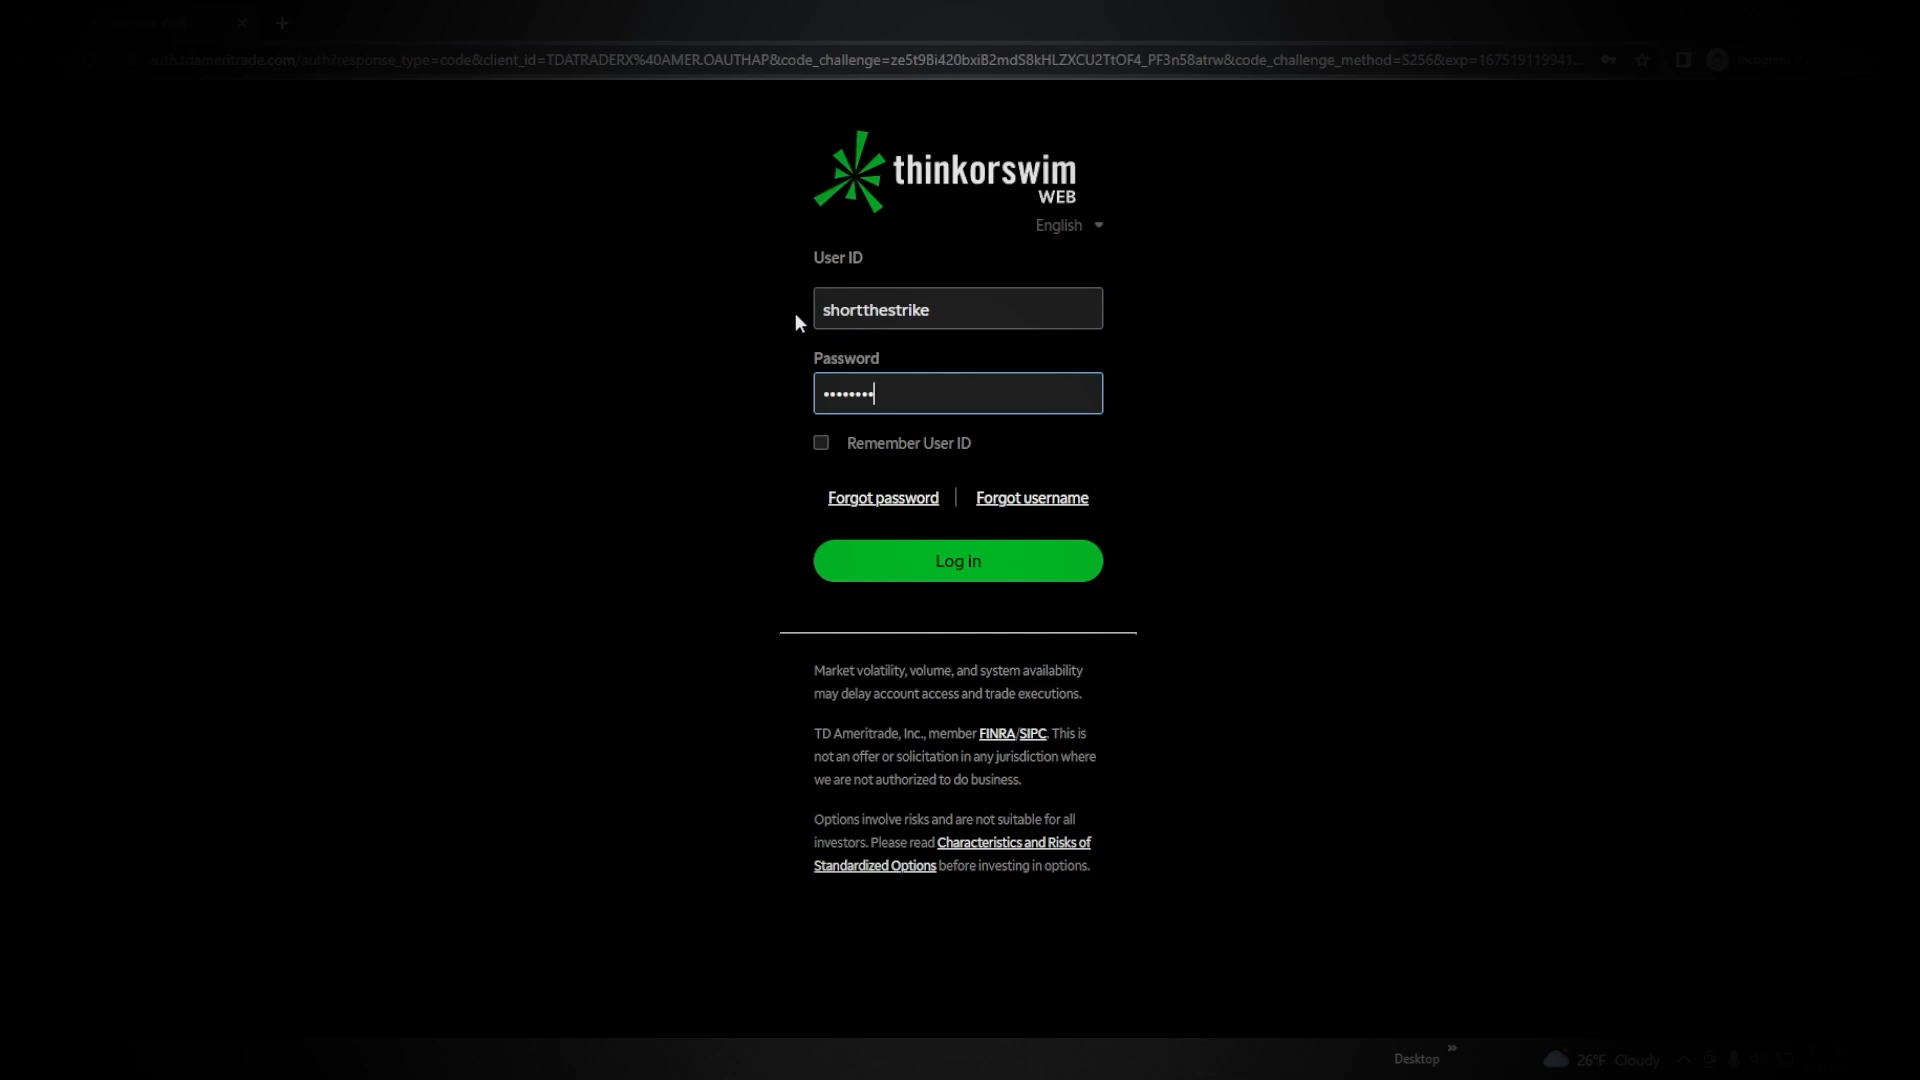 auth.tdameritrade.com/auth?response_type=code&client_id=TDATRADERX%40AMER.OAUTHAP&code_challenge=ze5t9Bi420bxiB2mdS8kHLZXCU2TtOF4_PF3n58atrw&code_challenge_method=S256&exp=167519119941...
thinkorswim
WEB
English
User ID
shortthestrike
Password
••••••••
Remember User ID
Forgot password | Forgot username
Log in
Market volatility, volume, and system availability
may delay account access and trade executions.
TD Ameritrade, Inc., member FINRA/SIPC. This is
not an offer or solicitation in any jurisdiction where
we are not authorized to do business.
Options involve risks and are not suitable for all
investors. Please read Characteristics and Risks of
Standardized Options before investing in options.
Desktop
26°F Cloudy